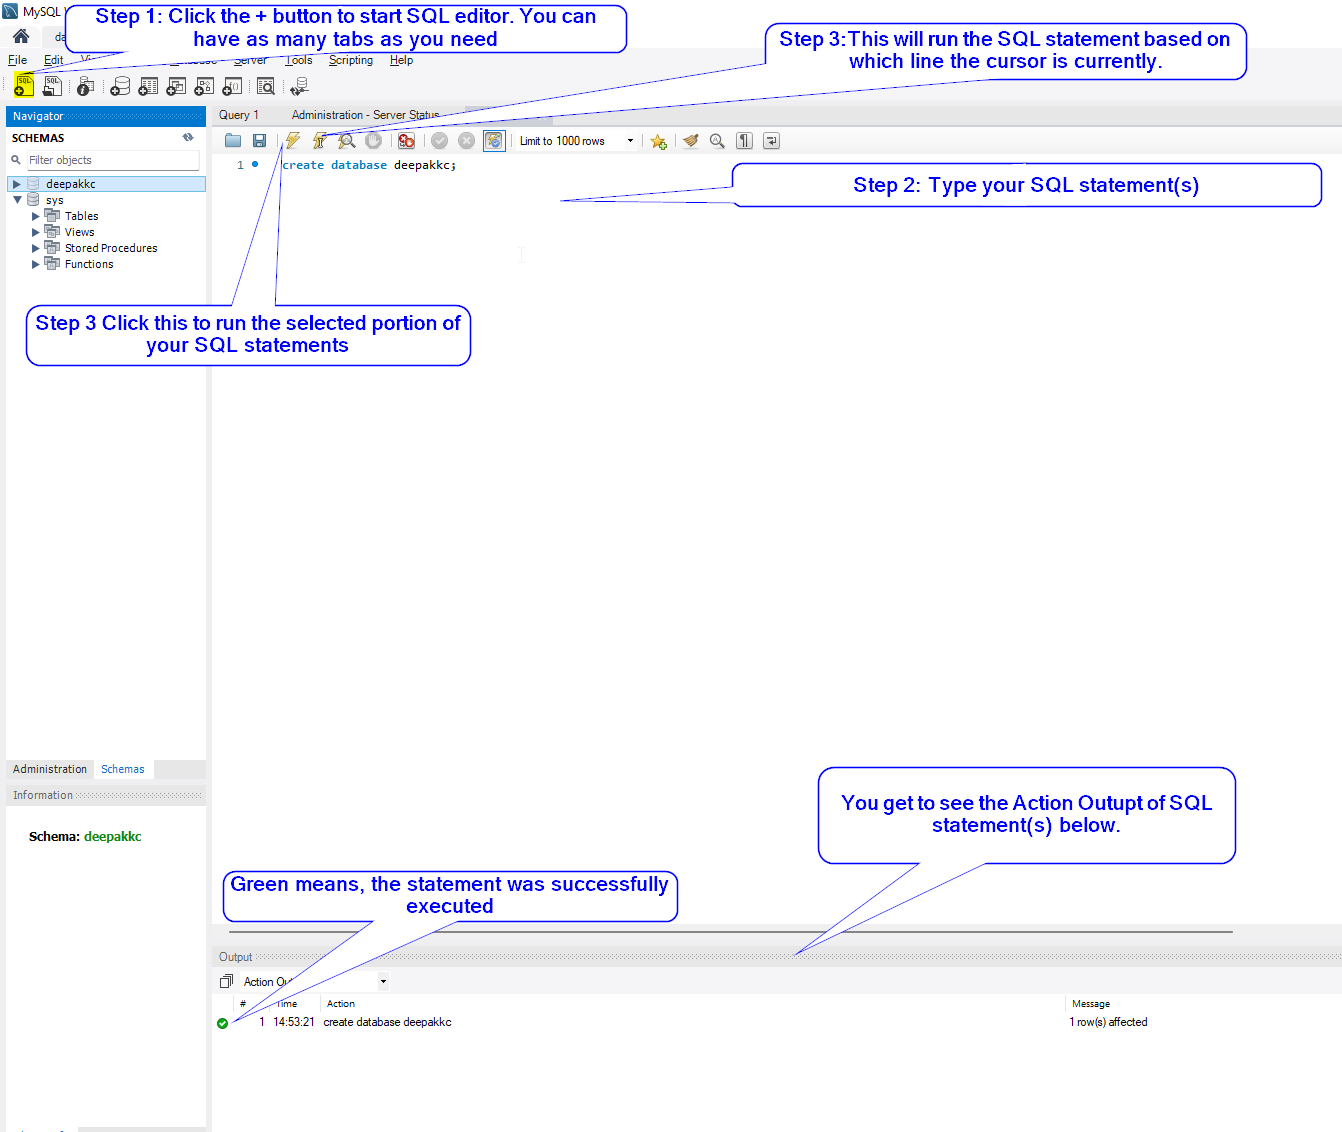 MySQL
Step 1: Click the + button to start SQL editor. You can
have as many tabs as you need
Step 3:This will run the SQL statement based on
which line the cursor is currently.
File Edit Server Tools Scripting Help
Navigator
Query 1 Administration - Server Status
SCHEMAS
Limit to 1000 rows
Filter objects
1 create database deepakkc;
deepakkc
sys
Tables
Views
Stored Procedures
Functions
Step 2: Type your SQL statement(s)
Step 3 Click this to run the selected portion of
your SQL statements
Administration Schemas
Information
Schema: deepakkc
You get to see the Action Outupt of SQL
statement(s) below.
Green means, the statement was successfully
executed
Output
Action
# Time Action Message
1 14:53:21 create database deepakkc 1 row(s) affected